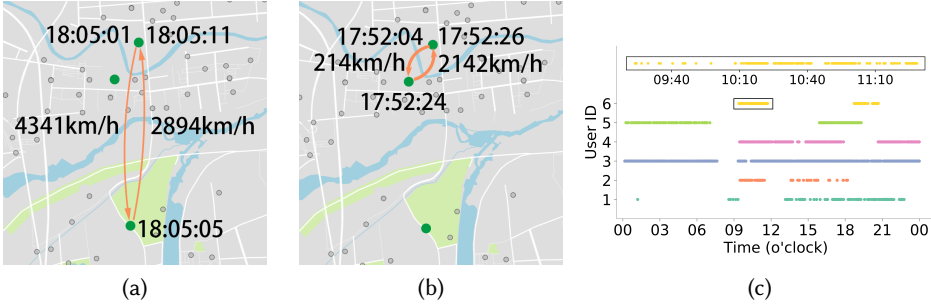 18:05:01 18:05:11
4341km/h 2894km/h
18:05:05
(a)
17:52:04 17:52:26
214km/h 2142km/h
17:52:24
(b)
09:40 10:10 10:40 11:10
User ID
6
5
4
3
2
1
00 03 06 09 12 15 18 21 00
Time (o'clock)
(c)